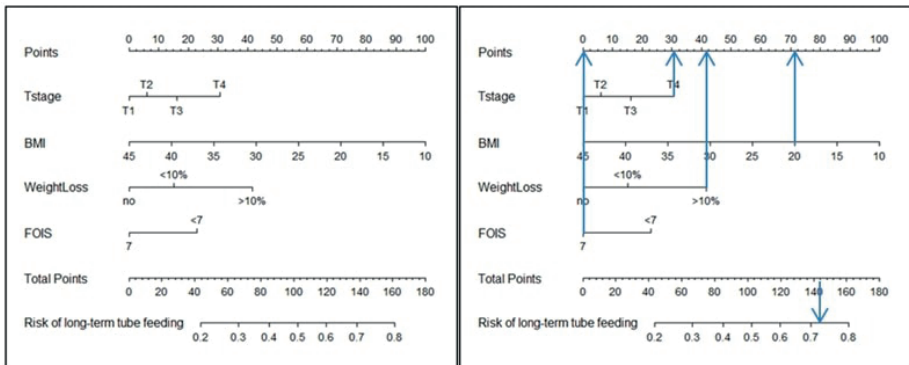 Points 0 10 20 30 40 50 60 70 80 90 100
T2 T4
Tstage
T1 T3
BMI
45 40 35 30 25 20 15 10
<10%
WeightLoss
no >10%
<7
FOIS
7
Total Points
0 20 40 60 80 100 120 140 160 180
Risk of long-term tube feeding
0.2 0.3 0.4 0.5 0.6 0.7 0.8
Points 0 10 20 30 40 50 60 70 80 90 100
T2 T4
Tstage
T1 T3
BMI
45 40 35 30 25 20 15 10
<10%
WeightLoss
no >10%
<7
FOIS
7
Total Points
0 20 40 60 80 100 120 140 160 180
Risk of long-term tube feeding
0.2 0.3 0.4 0.5 0.6 0.7 0.8